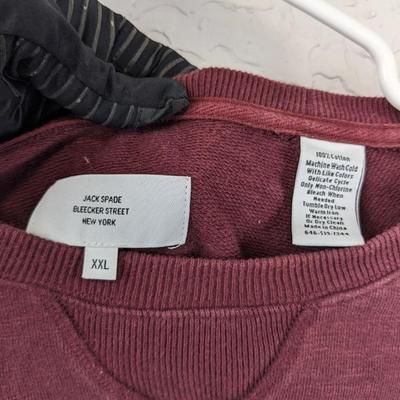 JACK SPADE
BLEECKER STREET
NEW YORK
XXL
100% Cotton
Machine Wash Cold
With Like Colors
Delicate Cycle
Only Non-Chlorine
Bleach When
Needed
Tumble Dry Low
Warm Iron
If Necessary
Or Dry Clean
Made in China